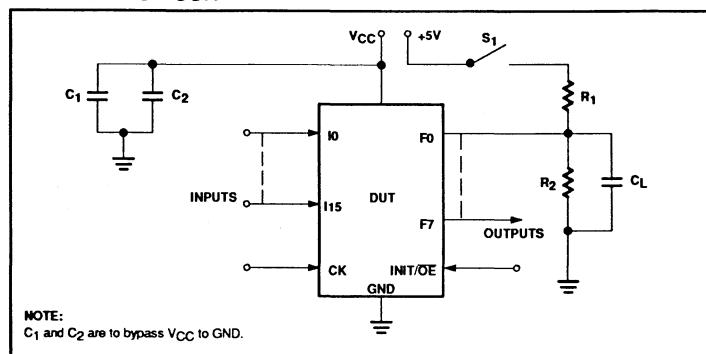 VCC +5V S1
C1 C2 R1
I0 F0
INPUTS DUT R2 CL
I15 F7
OUTPUTS
CK INIT/OE
GND
NOTE:
C1 and C2 are to bypass VCC to GND.